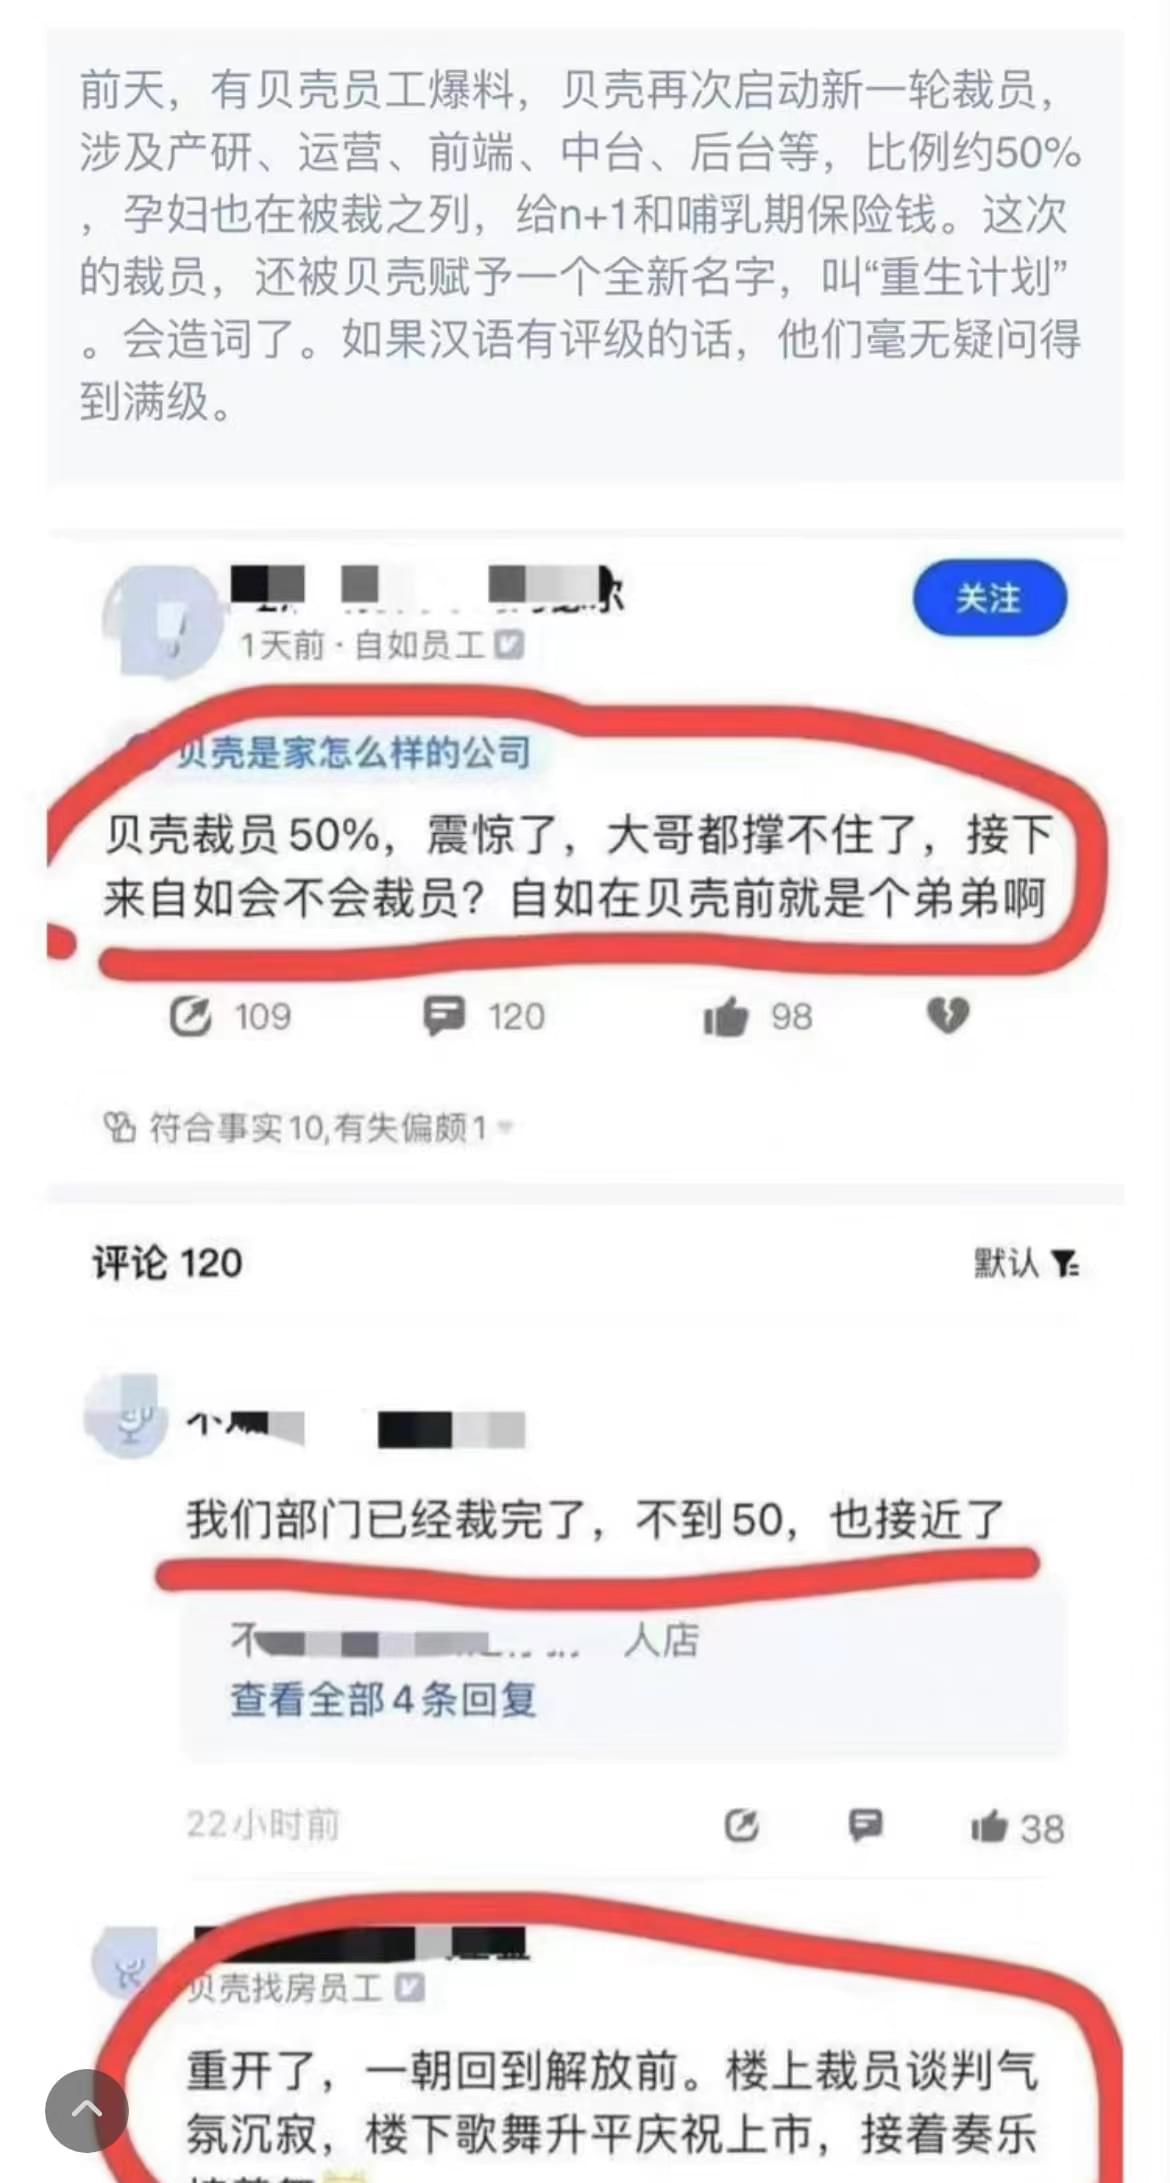 前天，有贝壳员工爆料，贝壳再次启动新一轮裁员，
涉及产研、运营、前端、中台、后台等，比例约50%
，孕妇也在被裁之列，给n+1和哺乳期保险钱。这次
的裁员，还被贝壳赋予一个全新名字，叫“重生计划”
。会造词了。如果汉语有评级的话，他们毫无疑问得
到满级。
1天前·自如员工
关注
贝壳是家怎么样的公司
贝壳裁员50%，震惊了，大哥都撑不住了，接下
来自如会不会裁员？自如在贝壳前就是个弟弟啊
109 120 98
符合事实10,有失偏颇1
评论 120 默认
不
我们部门已经裁完了，不到50，也接近了
不 人店
查看全部4条回复
22小时前 38
贝壳找房员工
重开了，一朝回到解放前。楼上裁员谈判气
氛沉寂，楼下歌舞升平庆祝上市，接着奏乐